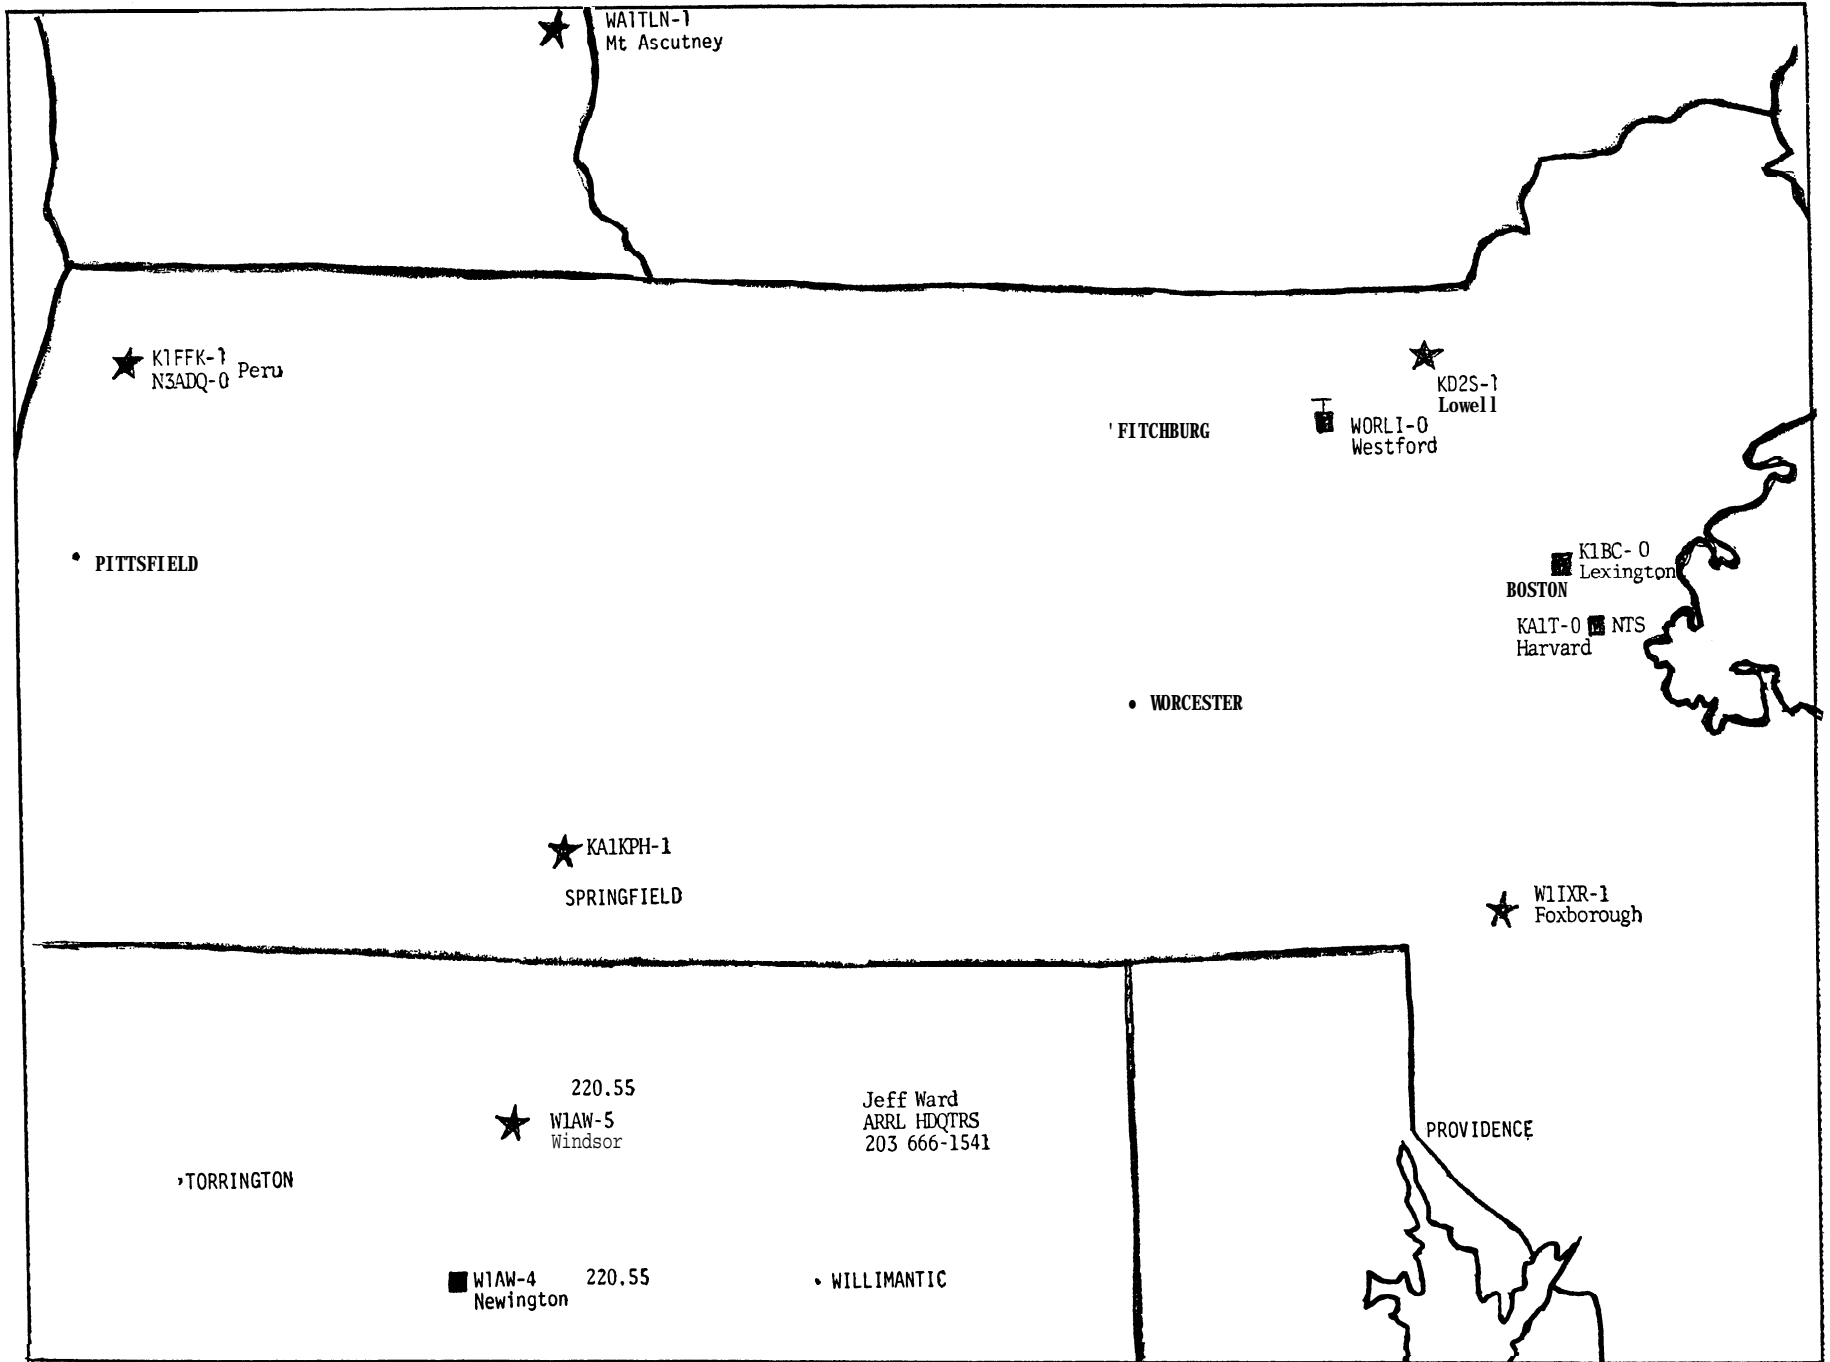 WA1TLN-1
Mt Ascutney
K1FFK-1
N3ADQ-0 Peru
KD2S-1
Lowell
FITCHBURG
WORLI-0
Westford
PITTSFIELD
K1BC-0
Lexington
BOSTON
KA1T-0 NTS
Harvard
WORCESTER
KA1KPH-1
SPRINGFIELD
W1IXR-1
Foxborough
220.55
W1AW-5
Windsor
Jeff Ward
ARRL HDQTRS
203 666-1541
PROVIDENCE
TORRINGTON
W1AW-4 220.55
Newington
WILLIMANTIC